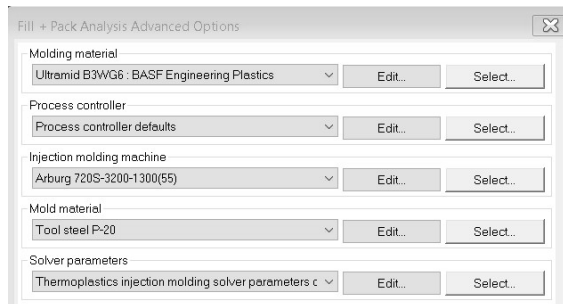 Fill + Pack Analysis Advanced Options
Molding material
Ultramid B3WG6 : BASF Engineering Plastics Edit... Select...
Process controller
Process controller defaults Edit... Select...
Injection molding machine
Arburg 720S-3200-1300(55) Edit... Select...
Mold material
Tool steel P-20 Edit... Select...
Solver parameters
Thermoplastics injection molding solver parameters c Edit... Select...